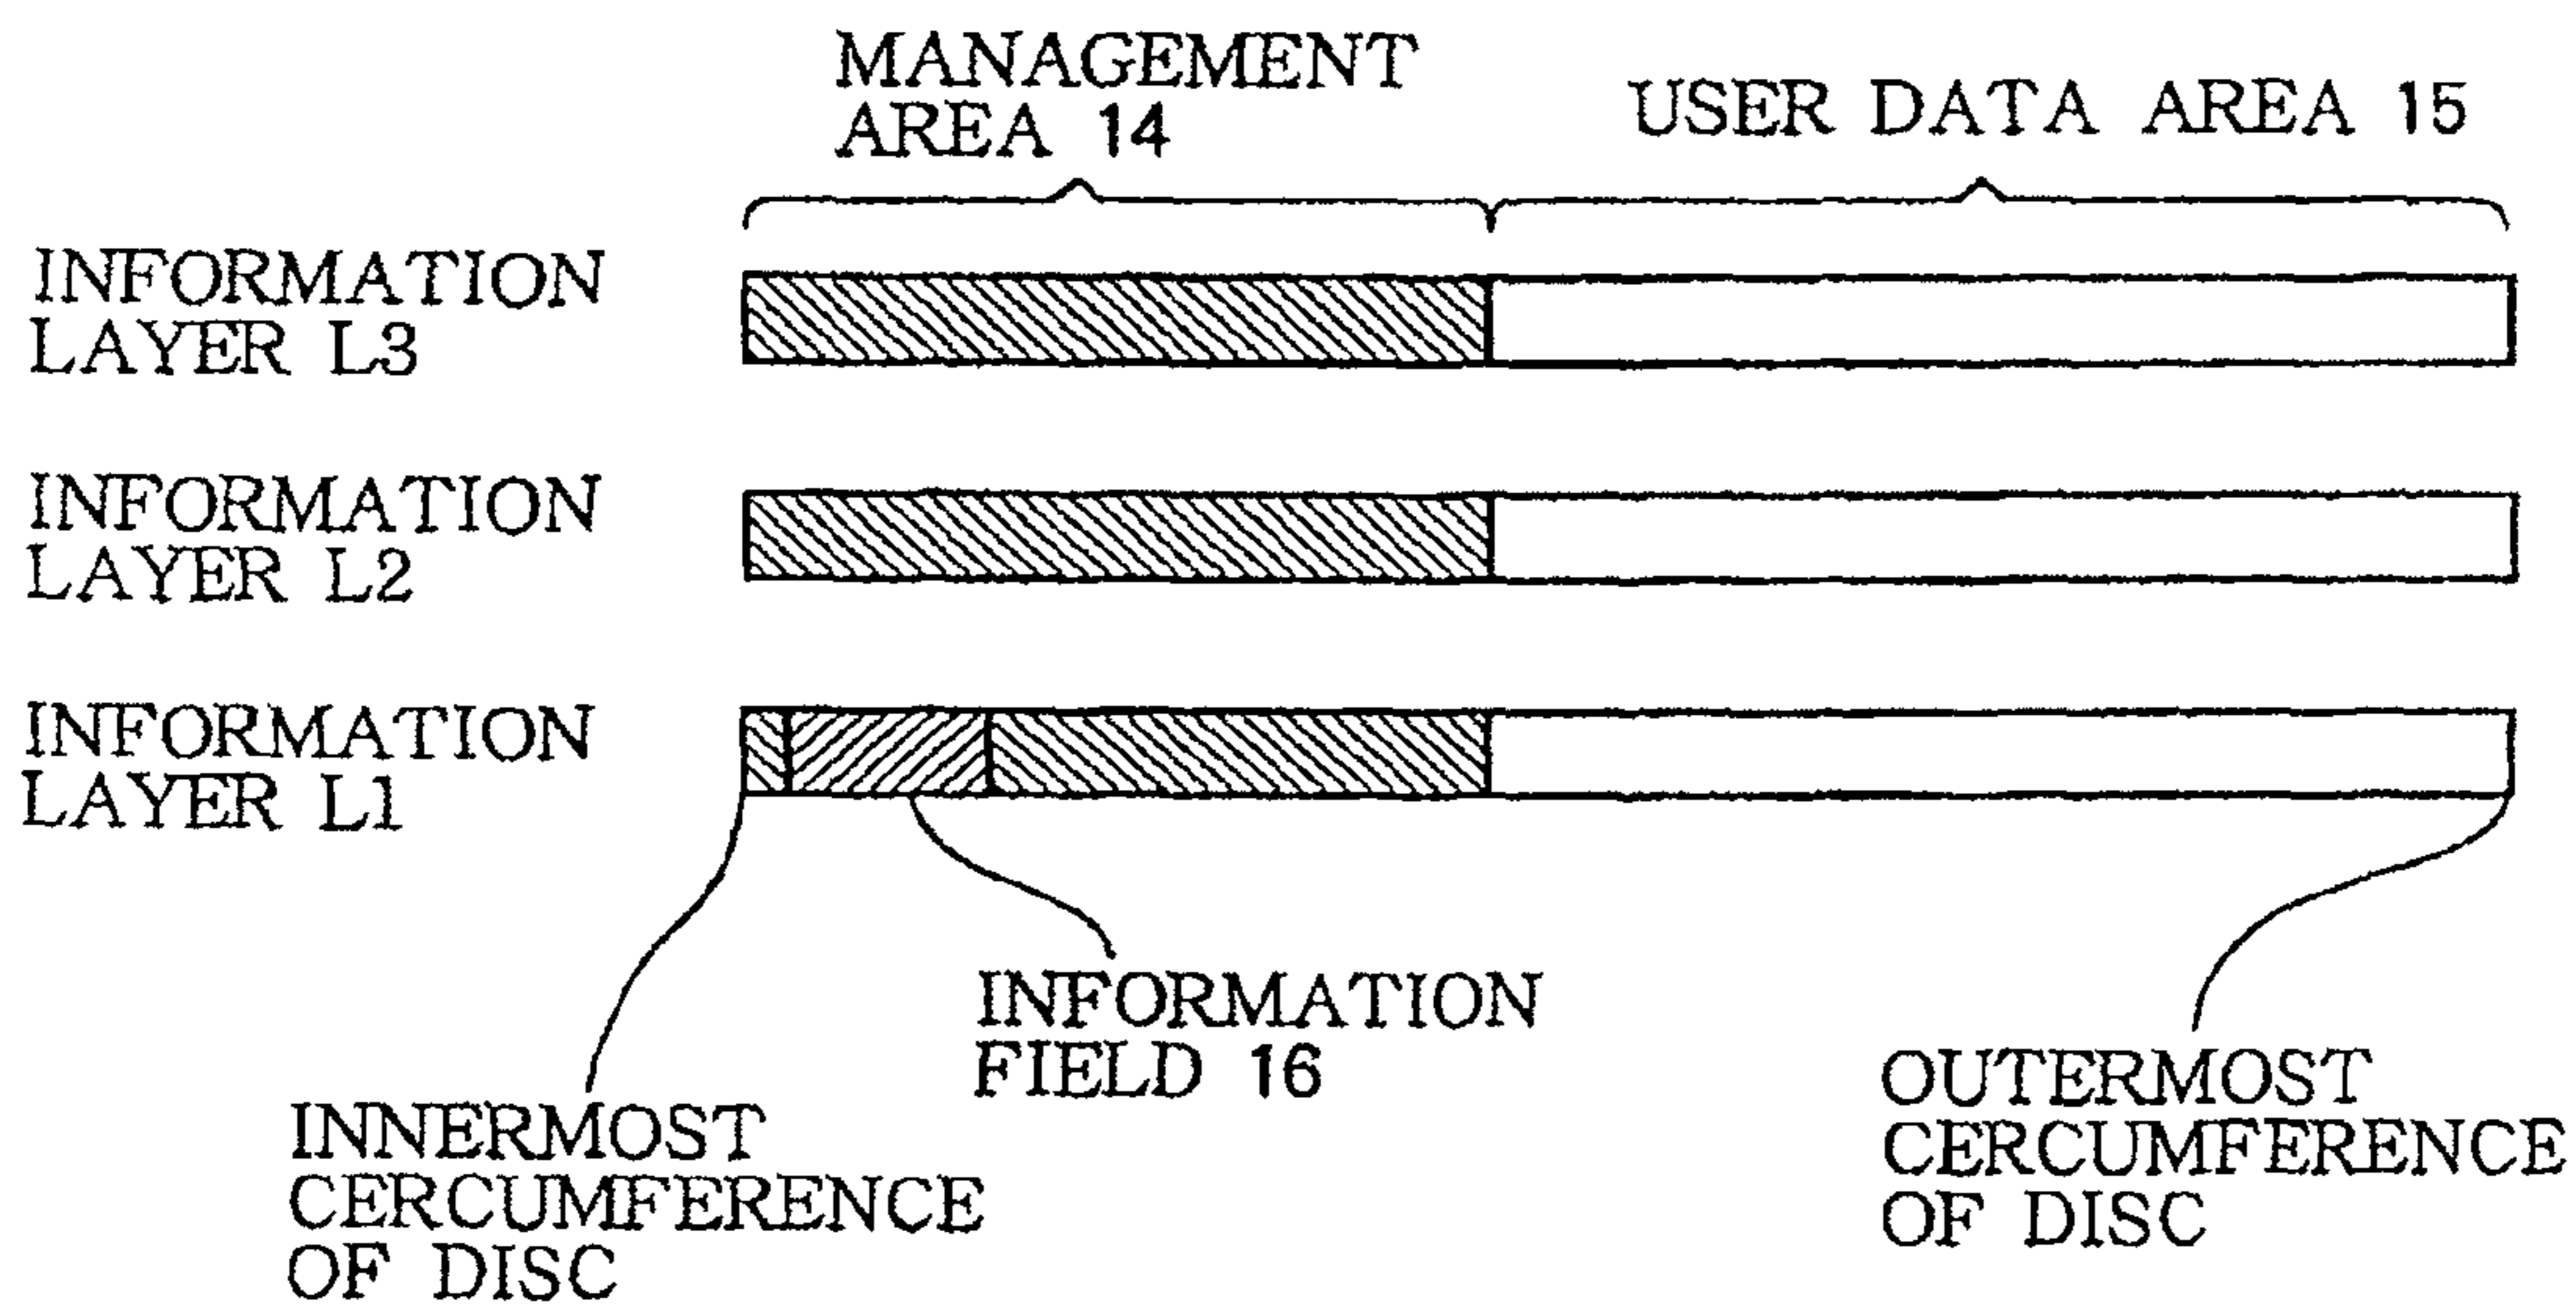 MANAGEMENT
AREA 14
USER DATA AREA 15
INFORMATION
LAYER L3
INFORMATION
LAYER L2
INFORMATION
LAYER L1
INFORMATION
FIELD 16
INNERMOST
CERCUMFERENCE
OF DISC
OUTERMOST
CERCUMFERENCE
OF DISC